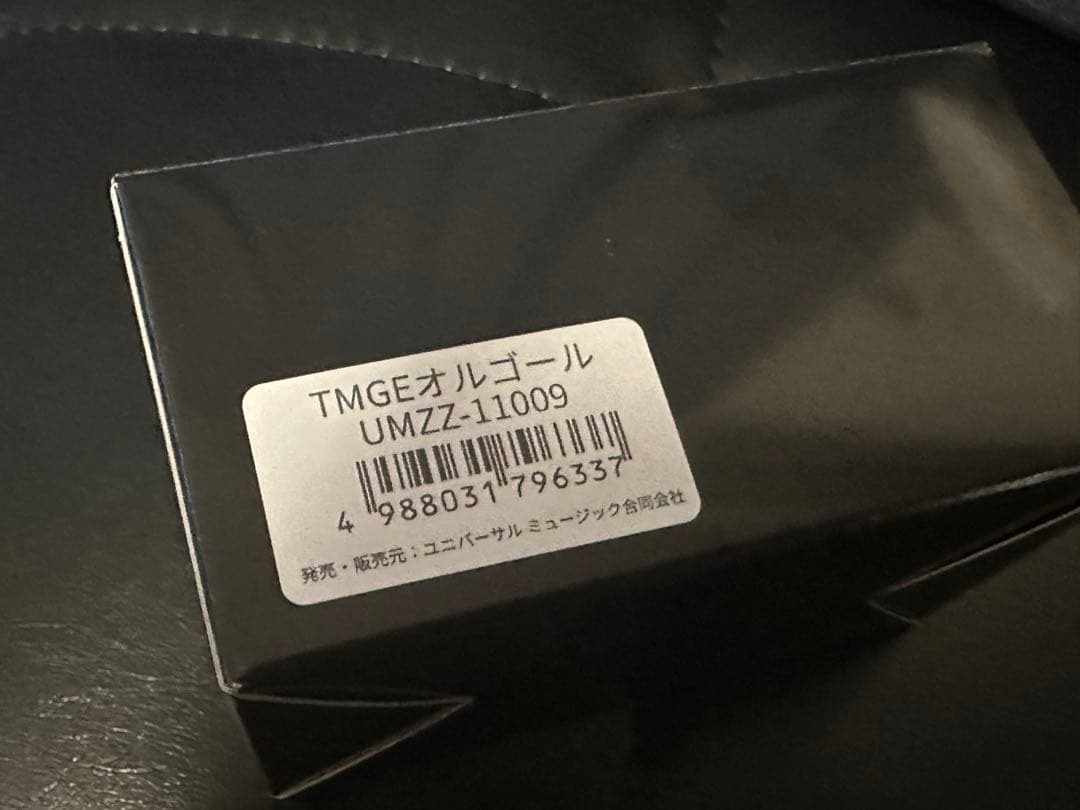 TMGEオルゴール
UMZZ-11009
4 988031 796337
発売・販売元：ユニバーサル ミュージック合同会社